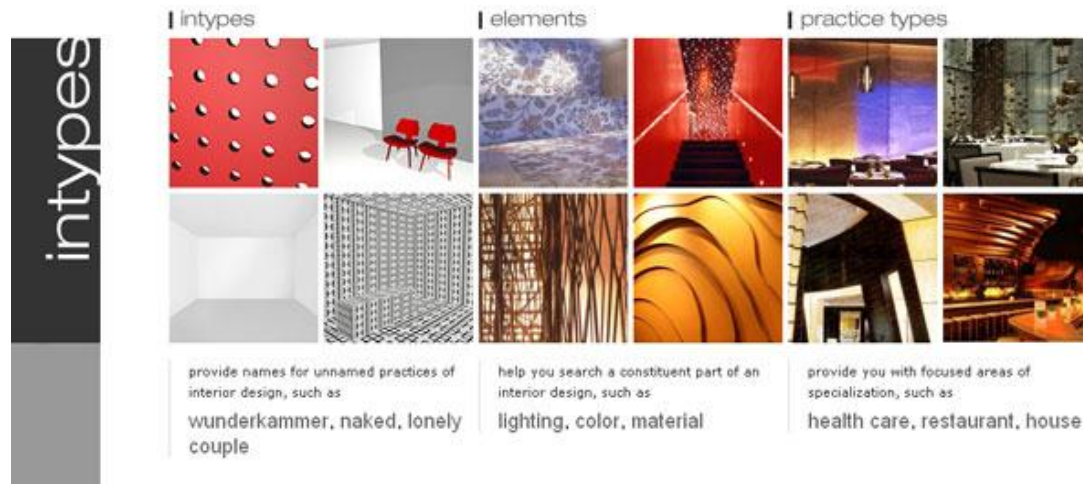 intypes
intypes
provide names for unnamed practices of
interior design, such as
wunderkammer, naked, lonely
couple
elements
help you search a constituent part of an
interior design, such as
lighting, color, material
practice types
provide you with focused areas of
specialization, such as
health care, restaurant, house